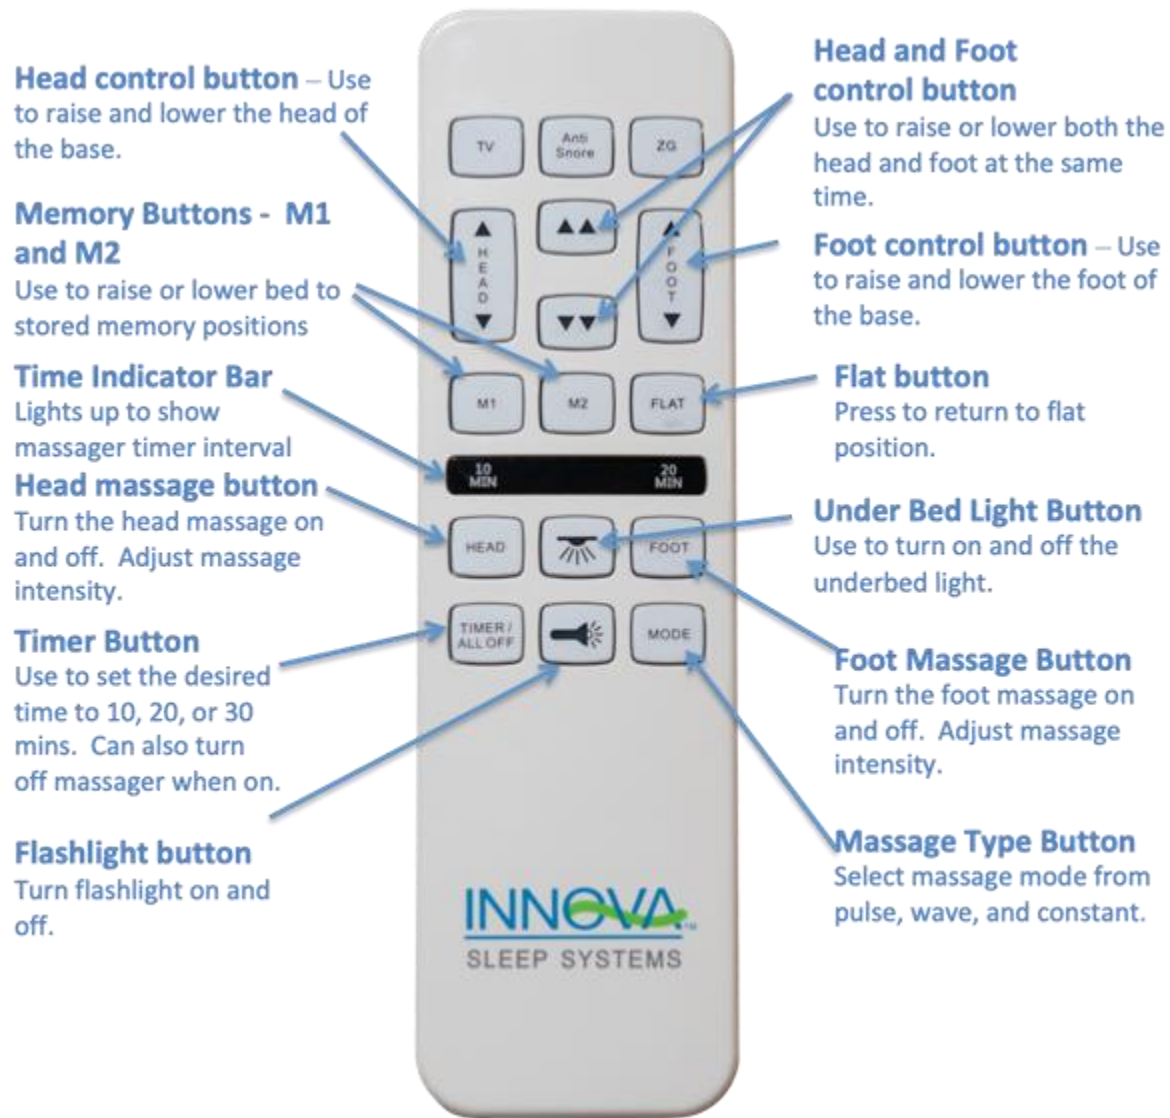 Head control button – Use
to raise and lower the head of
the base.
Memory Buttons - M1
and M2
Use to raise or lower bed to
stored memory positions
Time Indicator Bar
Lights up to show
massager timer interval
Head massage button
Turn the head massage on
and off. Adjust massage
intensity.
Timer Button
Use to set the desired
time to 10, 20, or 30
mins. Can also turn
off massager when on.
Flashlight button
Turn flashlight on and
off.
TV
Anti
Snore
ZG
HEAD
FOOT
M1
M2
FLAT
10
MIN
20
MIN
HEAD
FOOT
TIMER /
ALL OFF
MODE
INNOVA™
SLEEP SYSTEMS
Head and Foot
control button
Use to raise or lower both the
head and foot at the same
time.
Foot control button – Use
to raise and lower the foot of
the base.
Flat button
Press to return to flat
position.
Under Bed Light Button
Use to turn on and off the
underbed light.
Foot Massage Button
Turn the foot massage on
and off. Adjust massage
intensity.
Massage Type Button
Select massage mode from
pulse, wave, and constant.